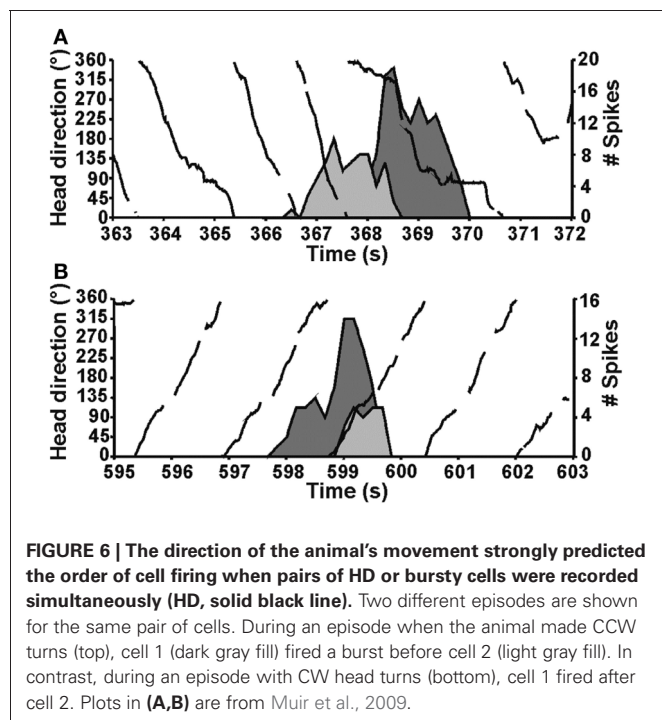 A
Head direction (°)
360
315
270
225
180
135
90
45
0
20
16
12
8
4
0
# Spikes
363 364 365 366 367 368 369 370 371 372
Time (s)
B
Head direction (°)
360
315
270
225
180
135
90
45
0
16
12
8
4
0
# Spikes
595 596 597 598 599 600 601 602 603
Time (s)
FIGURE 6 | The direction of the animal's movement strongly predicted
the order of cell firing when pairs of HD or bursty cells were recorded
simultaneously (HD, solid black line). Two different episodes are shown
for the same pair of cells. During an episode when the animal made CCW
turns (top), cell 1 (dark gray fill) fired a burst before cell 2 (light gray fill). In
contrast, during an episode with CW head turns (bottom), cell 1 fired after
cell 2. Plots in (A,B) are from Muir et al., 2009.